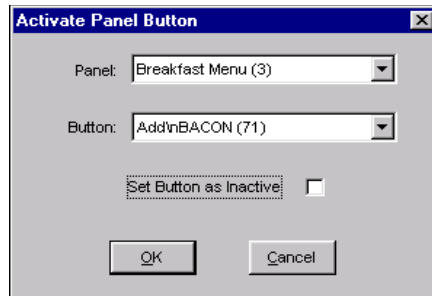 Activate Panel Button
Panel: Breakfast Menu (3)
Button: Add\nBACON (71)
Set Button as Inactive
OK Cancel